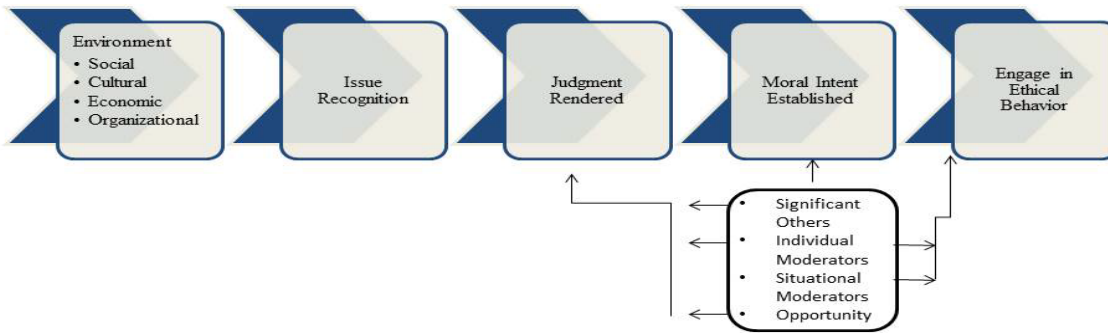 Environment
• Social
• Cultural
• Economic
• Organizational
Issue
Recognition
Judgment
Rendered
Moral Intent
Established
Engage in
Ethical
Behavior
• Significant
Others
• Individual
Moderators
• Situational
Moderators
• Opportunity